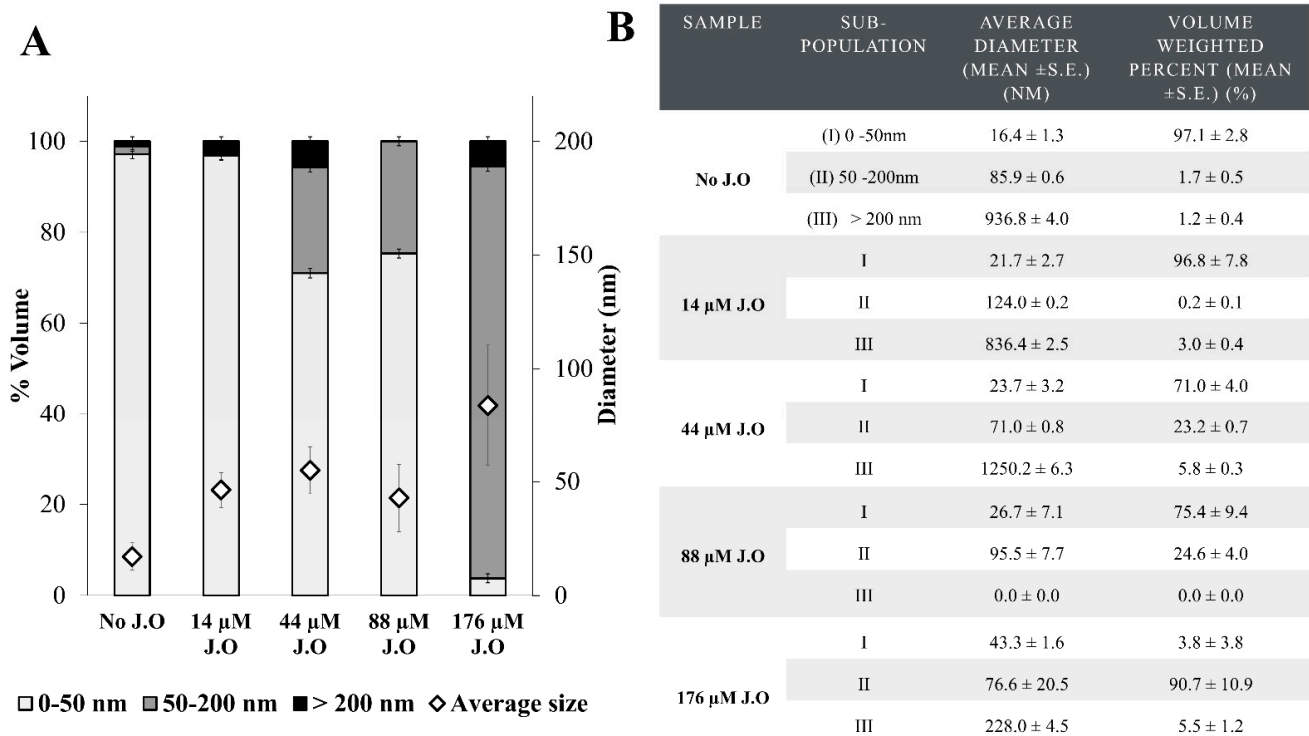 A
100
80
60
40
20
0
% Volume
200
150
100
50
0
Diameter (nm)
No J.O
14 µM
J.O
44 µM
J.O
88 µM
J.O
176 µM
J.O
0-50 nm
50-200 nm
> 200 nm
Average size
B
SAMPLE
SUB-
POPULATION
AVERAGE
DIAMETER
(MEAN ±S.E.)
(NM)
VOLUME
WEIGHTED
PERCENT (MEAN
±S.E.) (%)
No J.O
(I) 0 -50nm 16.4 ± 1.3 97.1 ± 2.8
(II) 50 -200nm 85.9 ± 0.6 1.7 ± 0.5
(III) > 200 nm 936.8 ± 4.0 1.2 ± 0.4
14 µM J.O
I 21.7 ± 2.7 96.8 ± 7.8
II 124.0 ± 0.2 0.2 ± 0.1
III 836.4 ± 2.5 3.0 ± 0.4
44 µM J.O
I 23.7 ± 3.2 71.0 ± 4.0
II 71.0 ± 0.8 23.2 ± 0.7
III 1250.2 ± 6.3 5.8 ± 0.3
88 µM J.O
I 26.7 ± 7.1 75.4 ± 9.4
II 95.5 ± 7.7 24.6 ± 4.0
III 0.0 ± 0.0 0.0 ± 0.0
176 µM J.O
I 43.3 ± 1.6 3.8 ± 3.8
II 76.6 ± 20.5 90.7 ± 10.9
III 228.0 ± 4.5 5.5 ± 1.2